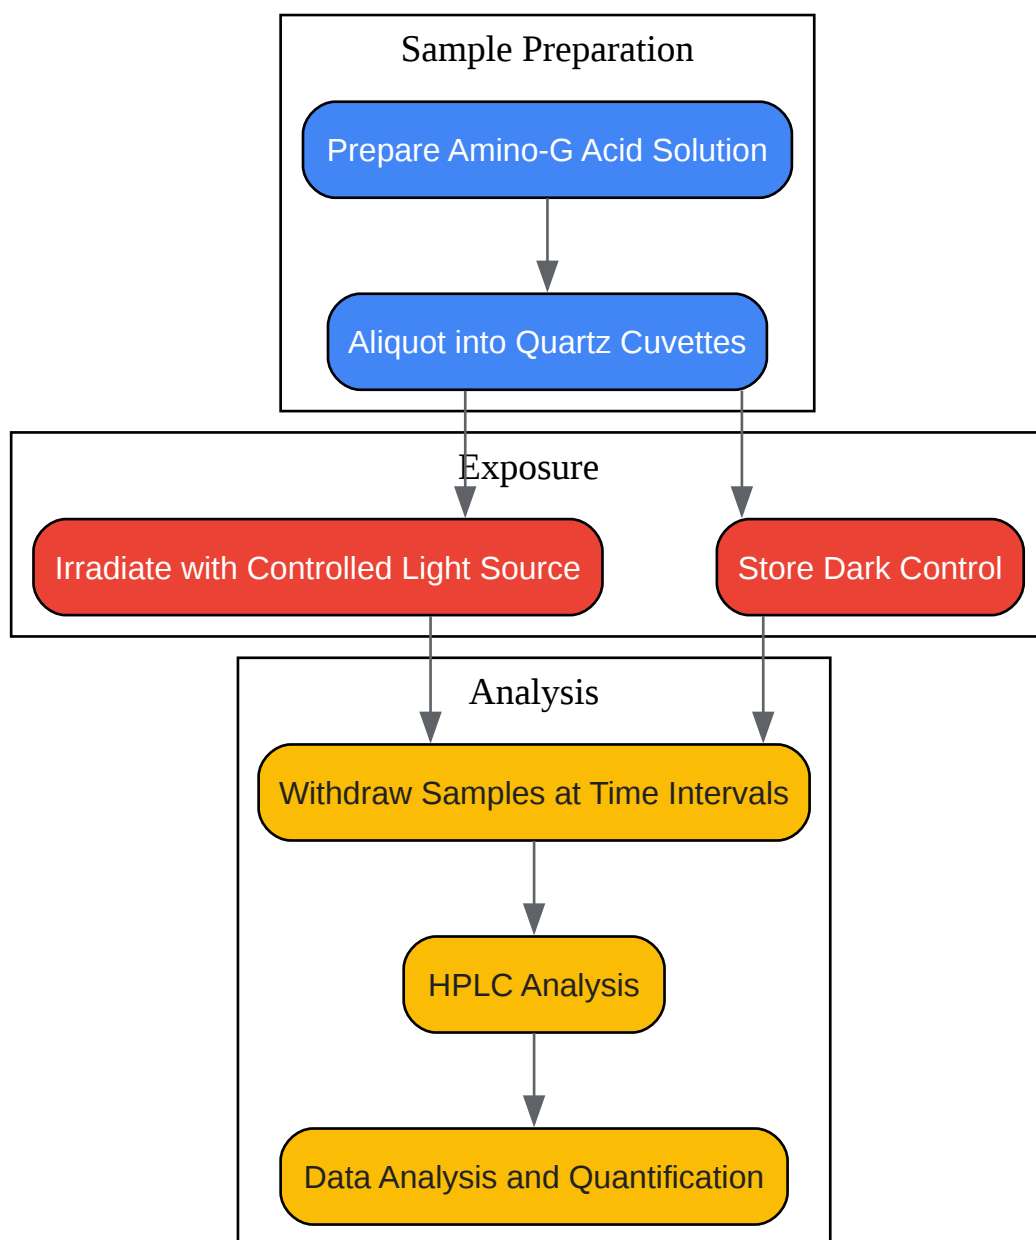 Sample Preparation
Prepare Amino-G Acid Solution
Aliquot into Quartz Cuvettes
Exposure
Irradiate with Controlled Light Source
Store Dark Control
Analysis
Withdraw Samples at Time Intervals
HPLC Analysis
Data Analysis and Quantification